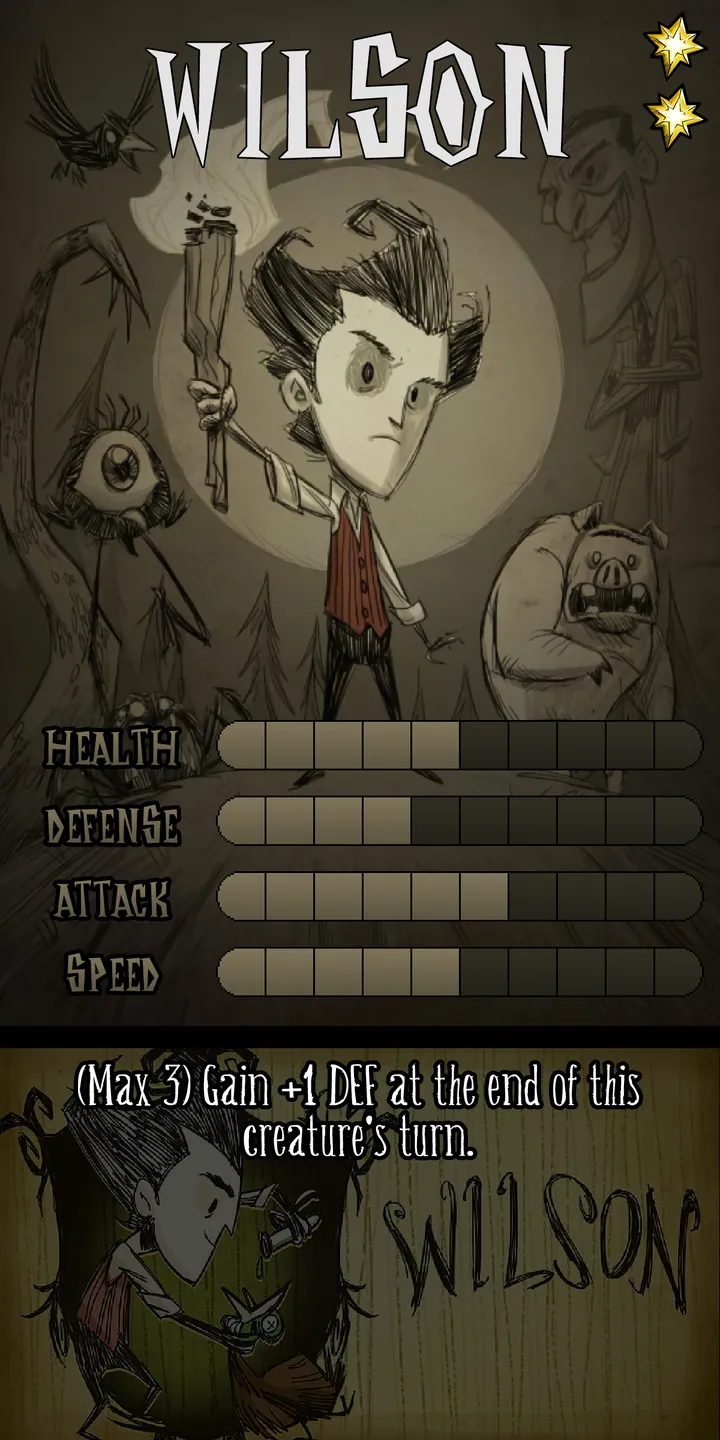 WILSON
HEALTH
DEFENSE
ATTACK
SPEED
(Max 3) Gain +1 DEF at the end of this
creature's turn.
WILSON